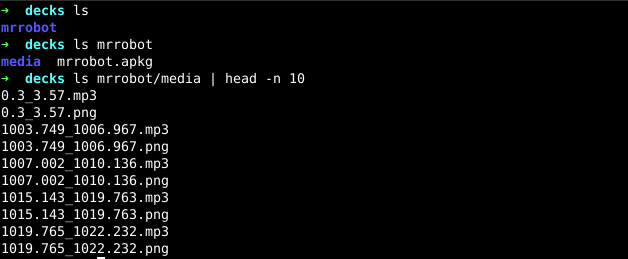 ➜  decks ls
mrrobot
➜  decks ls mrrobot
media  mrrobot.apkg
➜  decks ls mrrobot/media | head -n 10
0.3_3.57.mp3
0.3_3.57.png
1003.749_1006.967.mp3
1003.749_1006.967.png
1007.002_1010.136.mp3
1007.002_1010.136.png
1015.143_1019.763.mp3
1015.143_1019.763.png
1019.765_1022.232.mp3
1019.765_1022.232.png